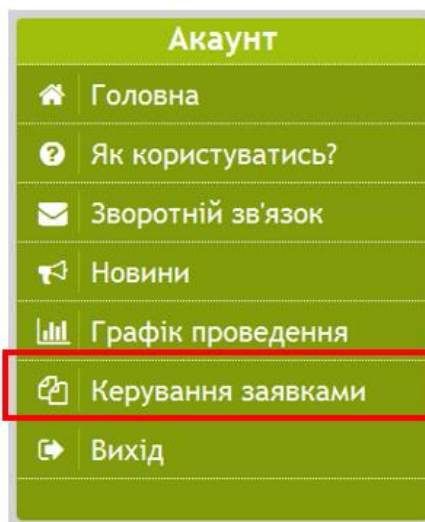 Акаунт
Головна
Як користуватись?
Зворотній зв'язок
Новини
Графік проведення
Керування заявками
Вихід